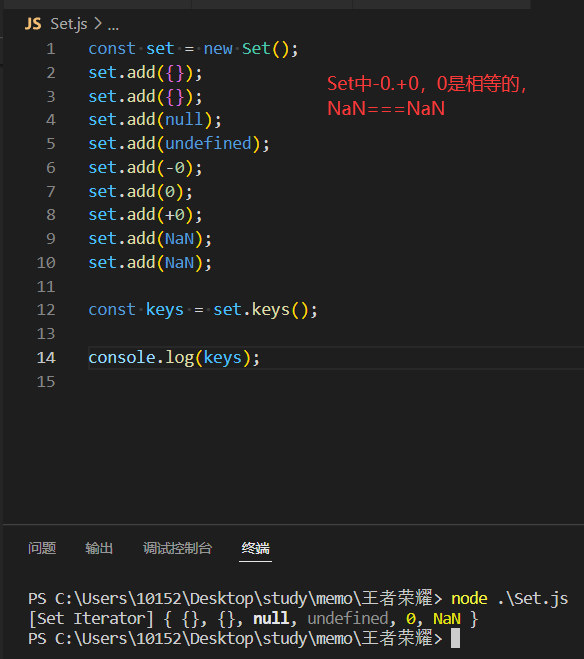 JS Set.js > ...
1 const set = new Set();
2 set.add({});
3 set.add({});
4 set.add(null);
5 set.add(undefined);
6 set.add(-0);
7 set.add(0);
8 set.add(+0);
9 set.add(NaN);
10 set.add(NaN);
11
12 const keys = set.keys();
13
14 console.log(keys);
15
Set中-0.+0，0是相等的，
NaN===NaN
问题 输出 调试控制台 终端
PS C:\Users\10152\Desktop\study\memo\王者荣耀> node .\Set.js
[Set Iterator] { {}, {}, null, undefined, 0, NaN }
PS C:\Users\10152\Desktop\study\memo\王者荣耀>